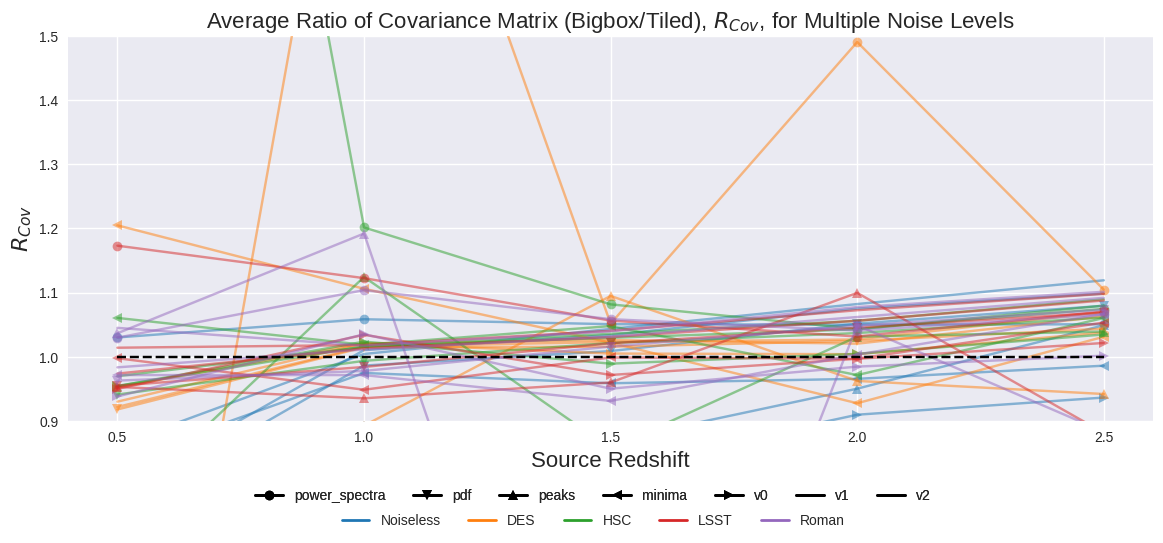 Average Ratio of Covariance Matrix (Bigbox/Tiled), R_Cov, for Multiple Noise Levels
1.5
1.4
1.3
1.2
1.1
1.0
0.9
R_Cov
0.5 1.0 1.5 2.0 2.5
Source Redshift
power_spectra pdf peaks minima v0 v1 v2
Noiseless DES HSC LSST Roman